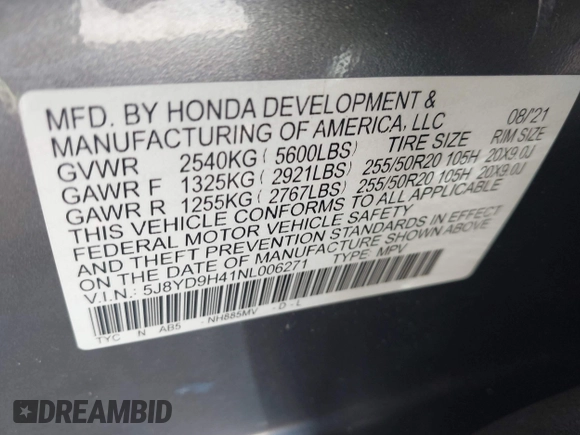 MFD. BY HONDA DEVELOPMENT & 08/21
MANUFACTURING OF AMERICA, LLC
GVWR 2540KG ( 5600LBS) TIRE SIZE RIM SIZE
GAWR F 1325KG ( 2921LBS) 255/50R20 105H 20X9.0J
GAWR R 1255KG ( 2767LBS) 255/50R20 105H 20X9.0J
THIS VEHICLE CONFORMS TO ALL APPLICABLE
FEDERAL MOTOR VEHICLE SAFETY
AND THEFT PREVENTION STANDARDS IN EFFECT
ON THE DATE OF MANUFACTURE SHOWN ABOVE
V.I.N.: 5J8YD9H41NL006271 TYPE: MPV
TYC N AB5 - NH885MV - D - L
DREAMBID